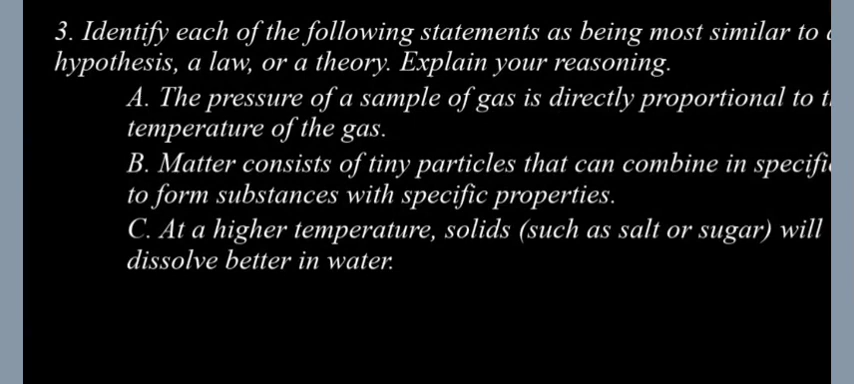 3. Identify each of the following statements as being most similar to
hypothesis, a law, or a theory. Explain your reasoning.
A. The pressure of a sample of gas is directly proportional to
temperature of the gas.
B. Matter consists of tiny particles that can combine in
to form substances with specific properties.
C. At a higher temperature, solids (such as salt or sugar) will
dissolve better in water.